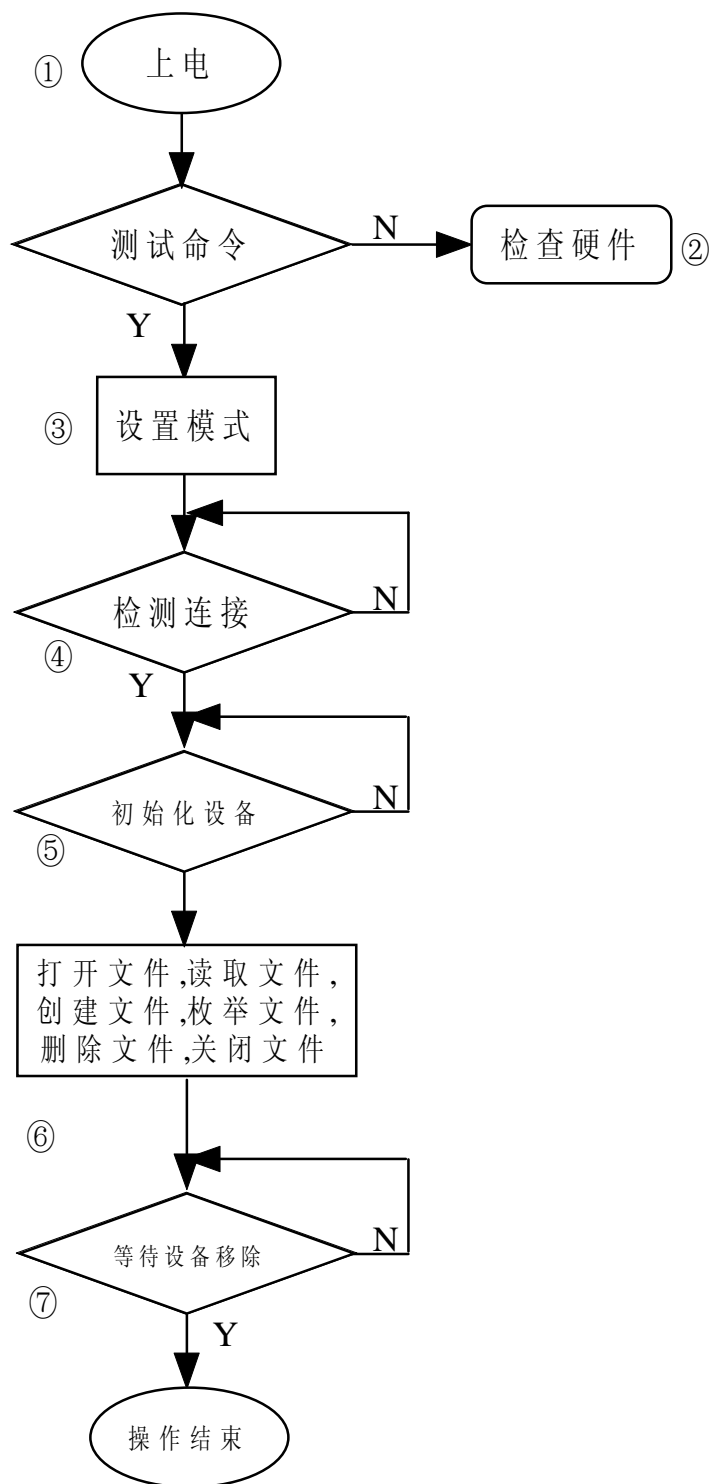 ① 上电
测试命令 N 检查硬件 ②
Y
③ 设置模式
检测连接 N
④
Y
初始化设备 N
⑤
打开文件,读取文件,
创建文件,枚举文件,
删除文件,关闭文件
⑥
等待设备移除 N
⑦
Y
操作结束